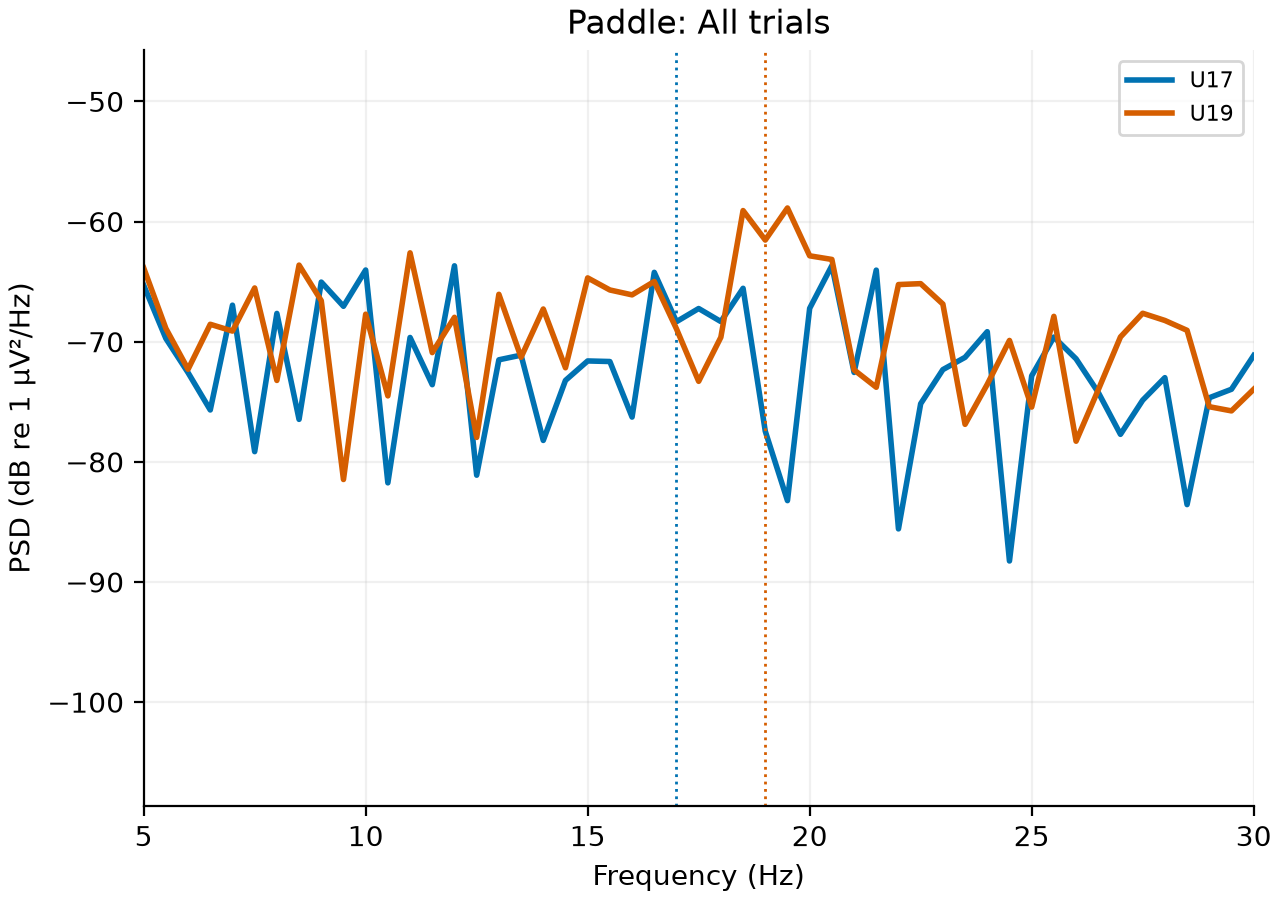 Paddle: All trials
U17
U19
PSD (dB re 1 µV²/Hz)
−50
−60
−70
−80
−90
−100
5 10 15 20 25 30
Frequency (Hz)